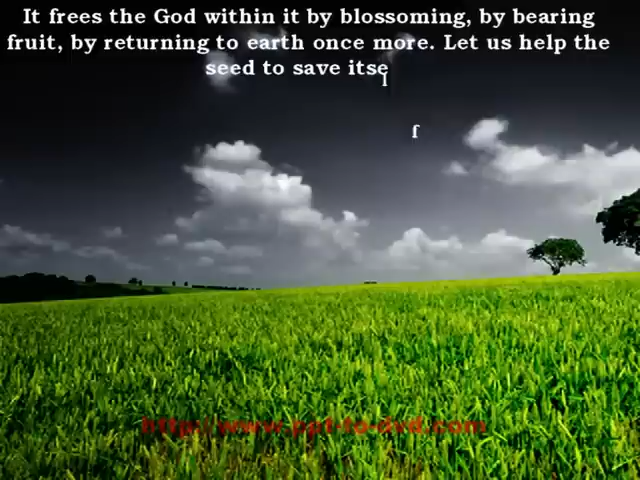 It frees the God within it by blossoming, by bearing
fruit, by returning to earth once more. Let us help the
seed to save itse
l
f
http://www.ppt-to-dvd.com